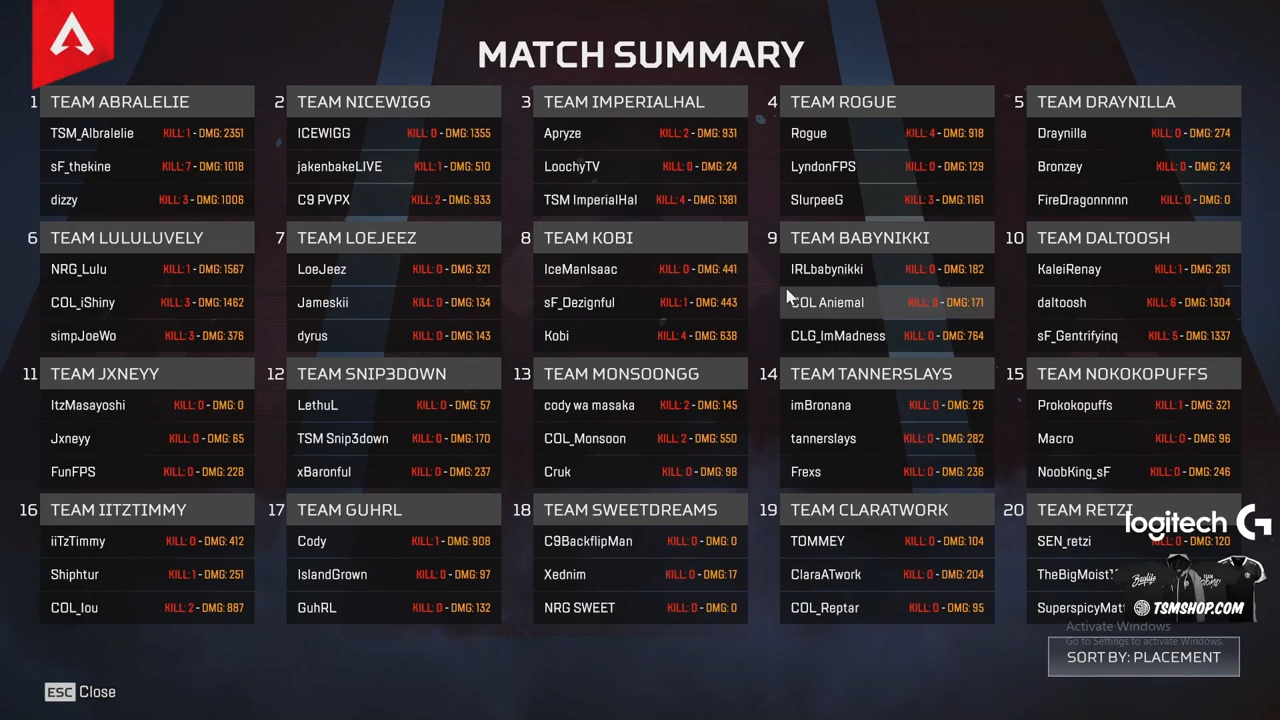 MATCH SUMMARY
1 TEAM ABRALELIE
TSM_Albralelie KILL: 1 - DMG: 2351
sF_thekine KILL: 7 - DMG: 1018
dizzy KILL: 3 - DMG: 1006
2 TEAM NICEWIGG
ICEWIGG KILL: 0 - DMG: 1355
jakenbakeLIVE KILL: 1 - DMG: 510
C9 PVPX KILL: 2 - DMG: 933
3 TEAM IMPERIALHAL
Apryze KILL: 2 - DMG: 931
LoochyTV KILL: 0 - DMG: 24
TSM ImperialHal KILL: 4 - DMG: 1381
4 TEAM ROGUE
Rogue KILL: 4 - DMG: 918
LyndonFPS KILL: 0 - DMG: 129
SlurpeeG KILL: 3 - DMG: 1161
5 TEAM DRAYNILLA
Draynilla KILL: 0 - DMG: 274
Bronzey KILL: 0 - DMG: 24
FireDragonnnnn KILL: 0 - DMG: 0
6 TEAM LULULUVELY
NRG_Lulu KILL: 1 - DMG: 1567
COL_iShiny KILL: 3 - DMG: 1462
simpJoeWo KILL: 3 - DMG: 376
7 TEAM LOEJEEZ
LoeJeez KILL: 0 - DMG: 321
Jameskii KILL: 0 - DMG: 134
dyrus KILL: 0 - DMG: 143
8 TEAM KOBI
IceManIsaac KILL: 0 - DMG: 441
sF_Dezignful KILL: 1 - DMG: 443
Kobi KILL: 4 - DMG: 638
9 TEAM BABYNIKKI
IRLbabynikki KILL: 0 - DMG: 182
COL Aniemal KILL: 0 - DMG: 171
CLG_ImMadness KILL: 0 - DMG: 764
10 TEAM DALTOOSH
KaleiRenay KILL: 1 - DMG: 261
daltoosh KILL: 6 - DMG: 1304
sF_Gentrifyinq KILL: 5 - DMG: 1337
11 TEAM JXNEYY
ItzMasayoshi KILL: 0 - DMG: 0
Jxneyy KILL: 0 - DMG: 65
FunFPS KILL: 0 - DMG: 228
12 TEAM SNIP3DOWN
LethuL KILL: 0 - DMG: 57
TSM Snip3down KILL: 0 - DMG: 170
xBaronful KILL: 0 - DMG: 237
13 TEAM MONSOONGG
cody wa masaka KILL: 2 - DMG: 145
COL_Monsoon KILL: 2 - DMG: 550
Cruk KILL: 0 - DMG: 98
14 TEAM TANNERSLAYS
imBronana KILL: 0 - DMG: 26
tannerslays KILL: 0 - DMG: 282
Frexs KILL: 0 - DMG: 236
15 TEAM NOKOKOPUFFS
Prokokopuffs KILL: 1 - DMG: 321
Macro KILL: 0 - DMG: 96
NoobKing_sF KILL: 0 - DMG: 246
16 TEAM IITZTIMMY
iiTzTimmy KILL: 0 - DMG: 412
Shiphtur KILL: 1 - DMG: 251
COL_lou KILL: 2 - DMG: 887
17 TEAM GUHRL
Cody KILL: 1 - DMG: 908
IslandGrown KILL: 0 - DMG: 97
GuhRL KILL: 0 - DMG: 132
18 TEAM SWEETDREAMS
C9BackflipMan KILL: 0 - DMG: 0
Xednim KILL: 0 - DMG: 17
NRG SWEET KILL: 0 - DMG: 0
19 TEAM CLARATWORK
TOMMEY KILL: 0 - DMG: 104
ClaraATwork KILL: 0 - DMG: 204
COL_Reptar KILL: 0 - DMG: 95
20 TEAM RETZI
logitech G
SEN_retzi KILL: 0 - DMG: 120
TheBigMoist
SuperspicyMatt
TSMSHOP.COM
Activate Windows
Go to Settings to activate Windows.
SORT BY: PLACEMENT
ESC Close